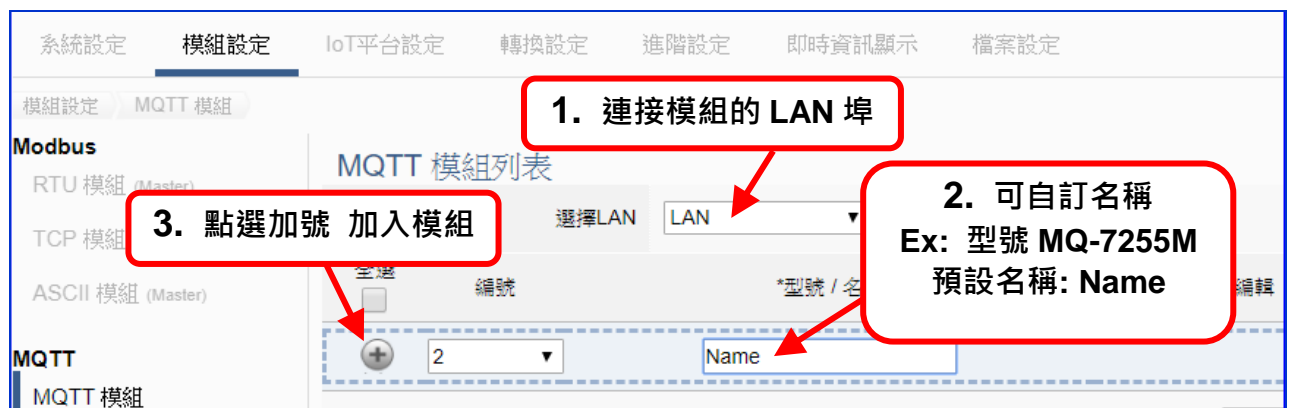 系統設定 模組設定 IoT平台設定 轉換設定 進階設定 即時資訊顯示 檔案設定
模組設定 MQTT 模組
1. 連接模組的 LAN 埠
Modbus
MQTT 模組列表
RTU 模組 (Master)
2. 可自訂名稱
Ex: 型號 MQ-7255M
預設名稱: Name
3. 點選加號 加入模組
選擇LAN LAN
TCP 模組
全選 編號 *型號 / 名 編輯
ASCII 模組 (Master)
2 Name
MQTT
MQTT 模組